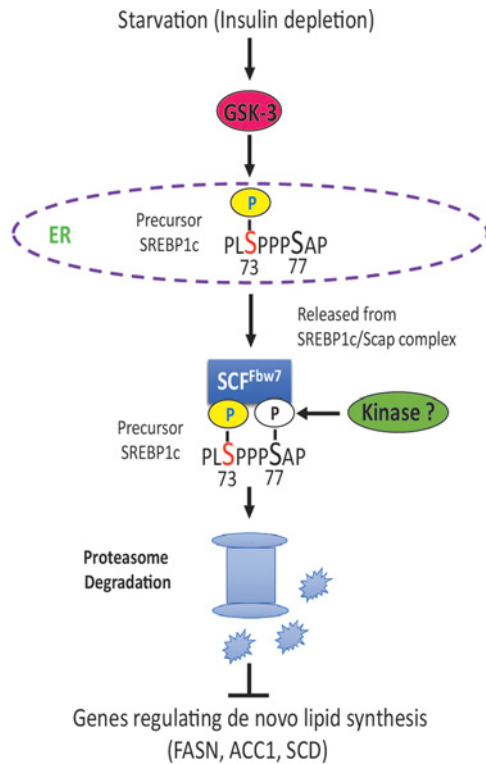 Starvation (Insulin depletion)
GSK-3
P
ER
Precursor
SREBP1c
PLSPPPSAP
73 77
Released from
SREBP1c/Scap complex
SCFFbw7
P P
Kinase ?
Precursor
SREBP1c
PLSPPPSAP
73 77
Proteasome
Degradation
Genes regulating de novo lipid synthesis
(FASN, ACC1, SCD)